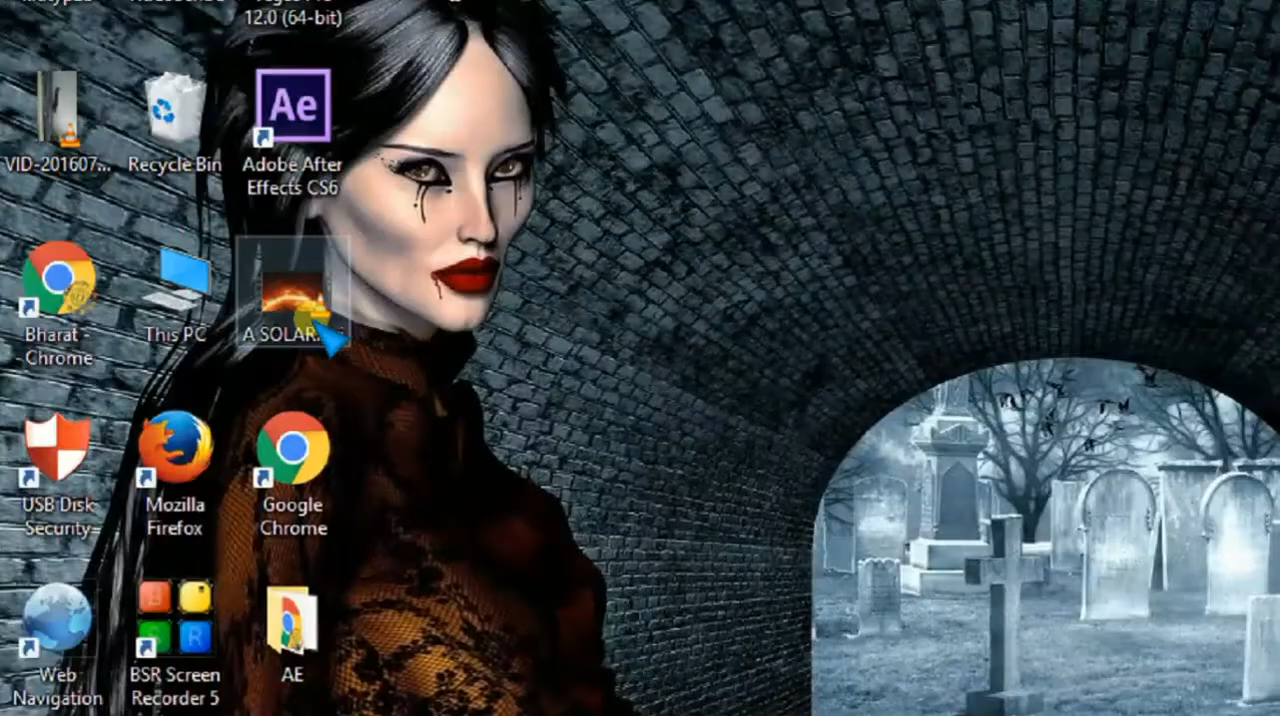 12.0 (64-bit)
VID-201607...
Recycle Bin
Ae
Adobe After
Effects CS6
Bharat -
Chrome
This PC
A SOLAR...
USB Disk
Security
Mozilla
Firefox
Google
Chrome
Web
Navigation
BSR Screen
Recorder 5
AE